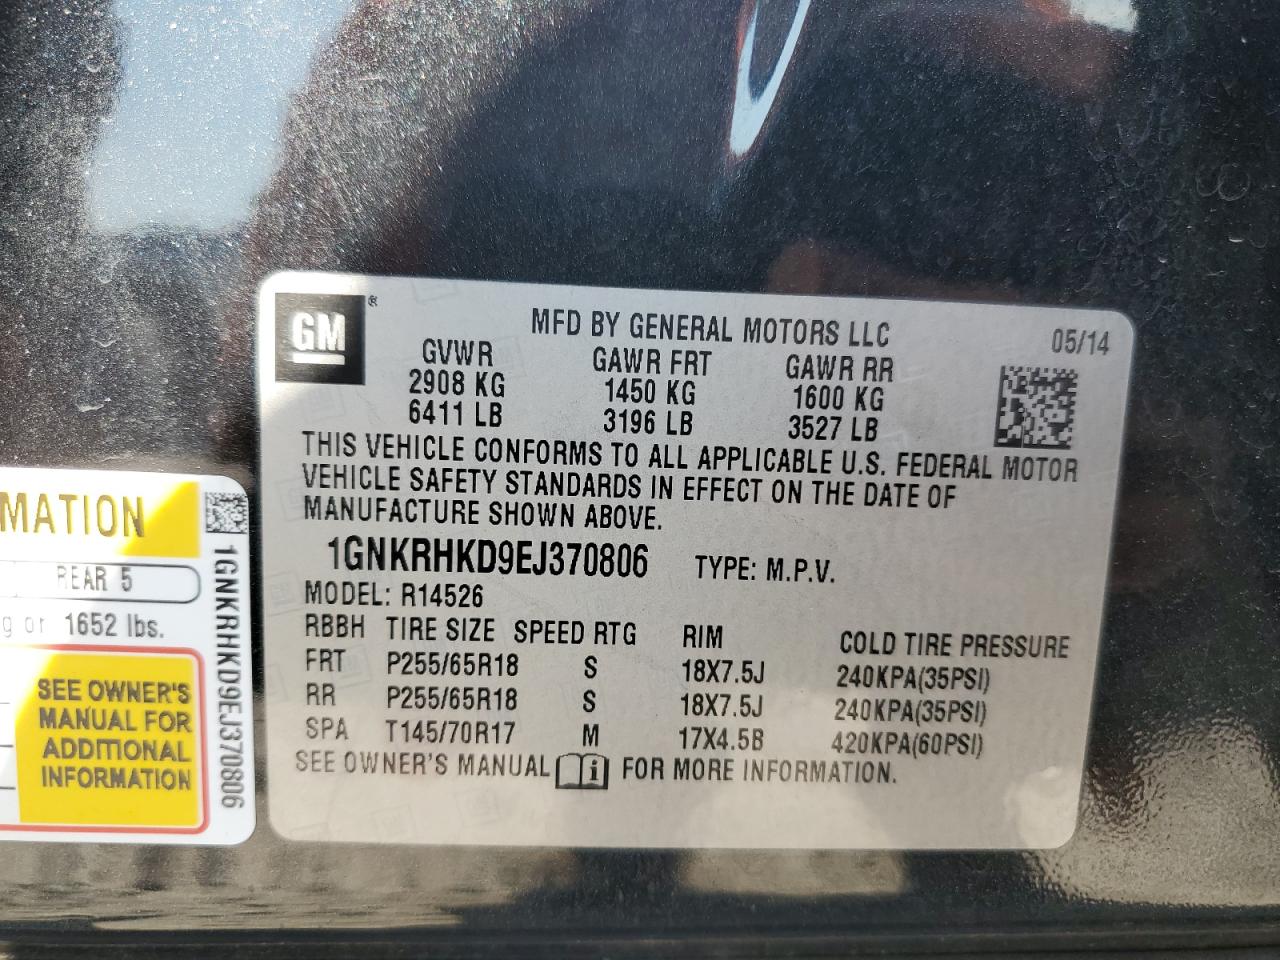 GM®
MFD BY GENERAL MOTORS LLC 05/14
GVWR GAWR FRT GAWR RR
2908 KG 1450 KG 1600 KG
6411 LB 3196 LB 3527 LB
THIS VEHICLE CONFORMS TO ALL APPLICABLE U.S. FEDERAL MOTOR
VEHICLE SAFETY STANDARDS IN EFFECT ON THE DATE OF
MANUFACTURE SHOWN ABOVE.
1GNKRHKD9EJ370806 TYPE: M.P.V.
MODEL: R14526
RBBH TIRE SIZE SPEED RTG RIM COLD TIRE PRESSURE
FRT P255/65R18 S 18X7.5J 240KPA(35PSI)
RR P255/65R18 S 18X7.5J 240KPA(35PSI)
SPA T145/70R17 M 17X4.5B 420KPA(60PSI)
SEE OWNER'S MANUAL i FOR MORE INFORMATION.
MATION
REAR 5
g or 1652 lbs.
SEE OWNER'S
MANUAL FOR
ADDITIONAL
INFORMATION
1GNKRHKD9EJ370806